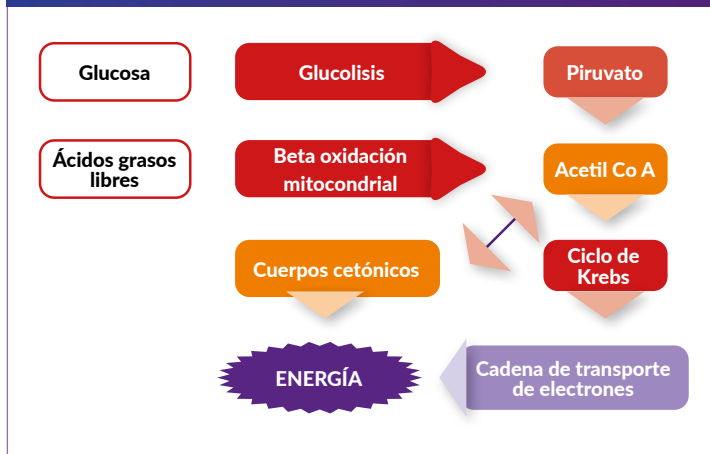 Glucosa
Glucolisis
Piruvato
Ácidos grasos
libres
Beta oxidación
mitocondrial
Acetil Co A
Cuerpos cetónicos
Ciclo de
Krebs
ENERGÍA
Cadena de transporte
de electrones